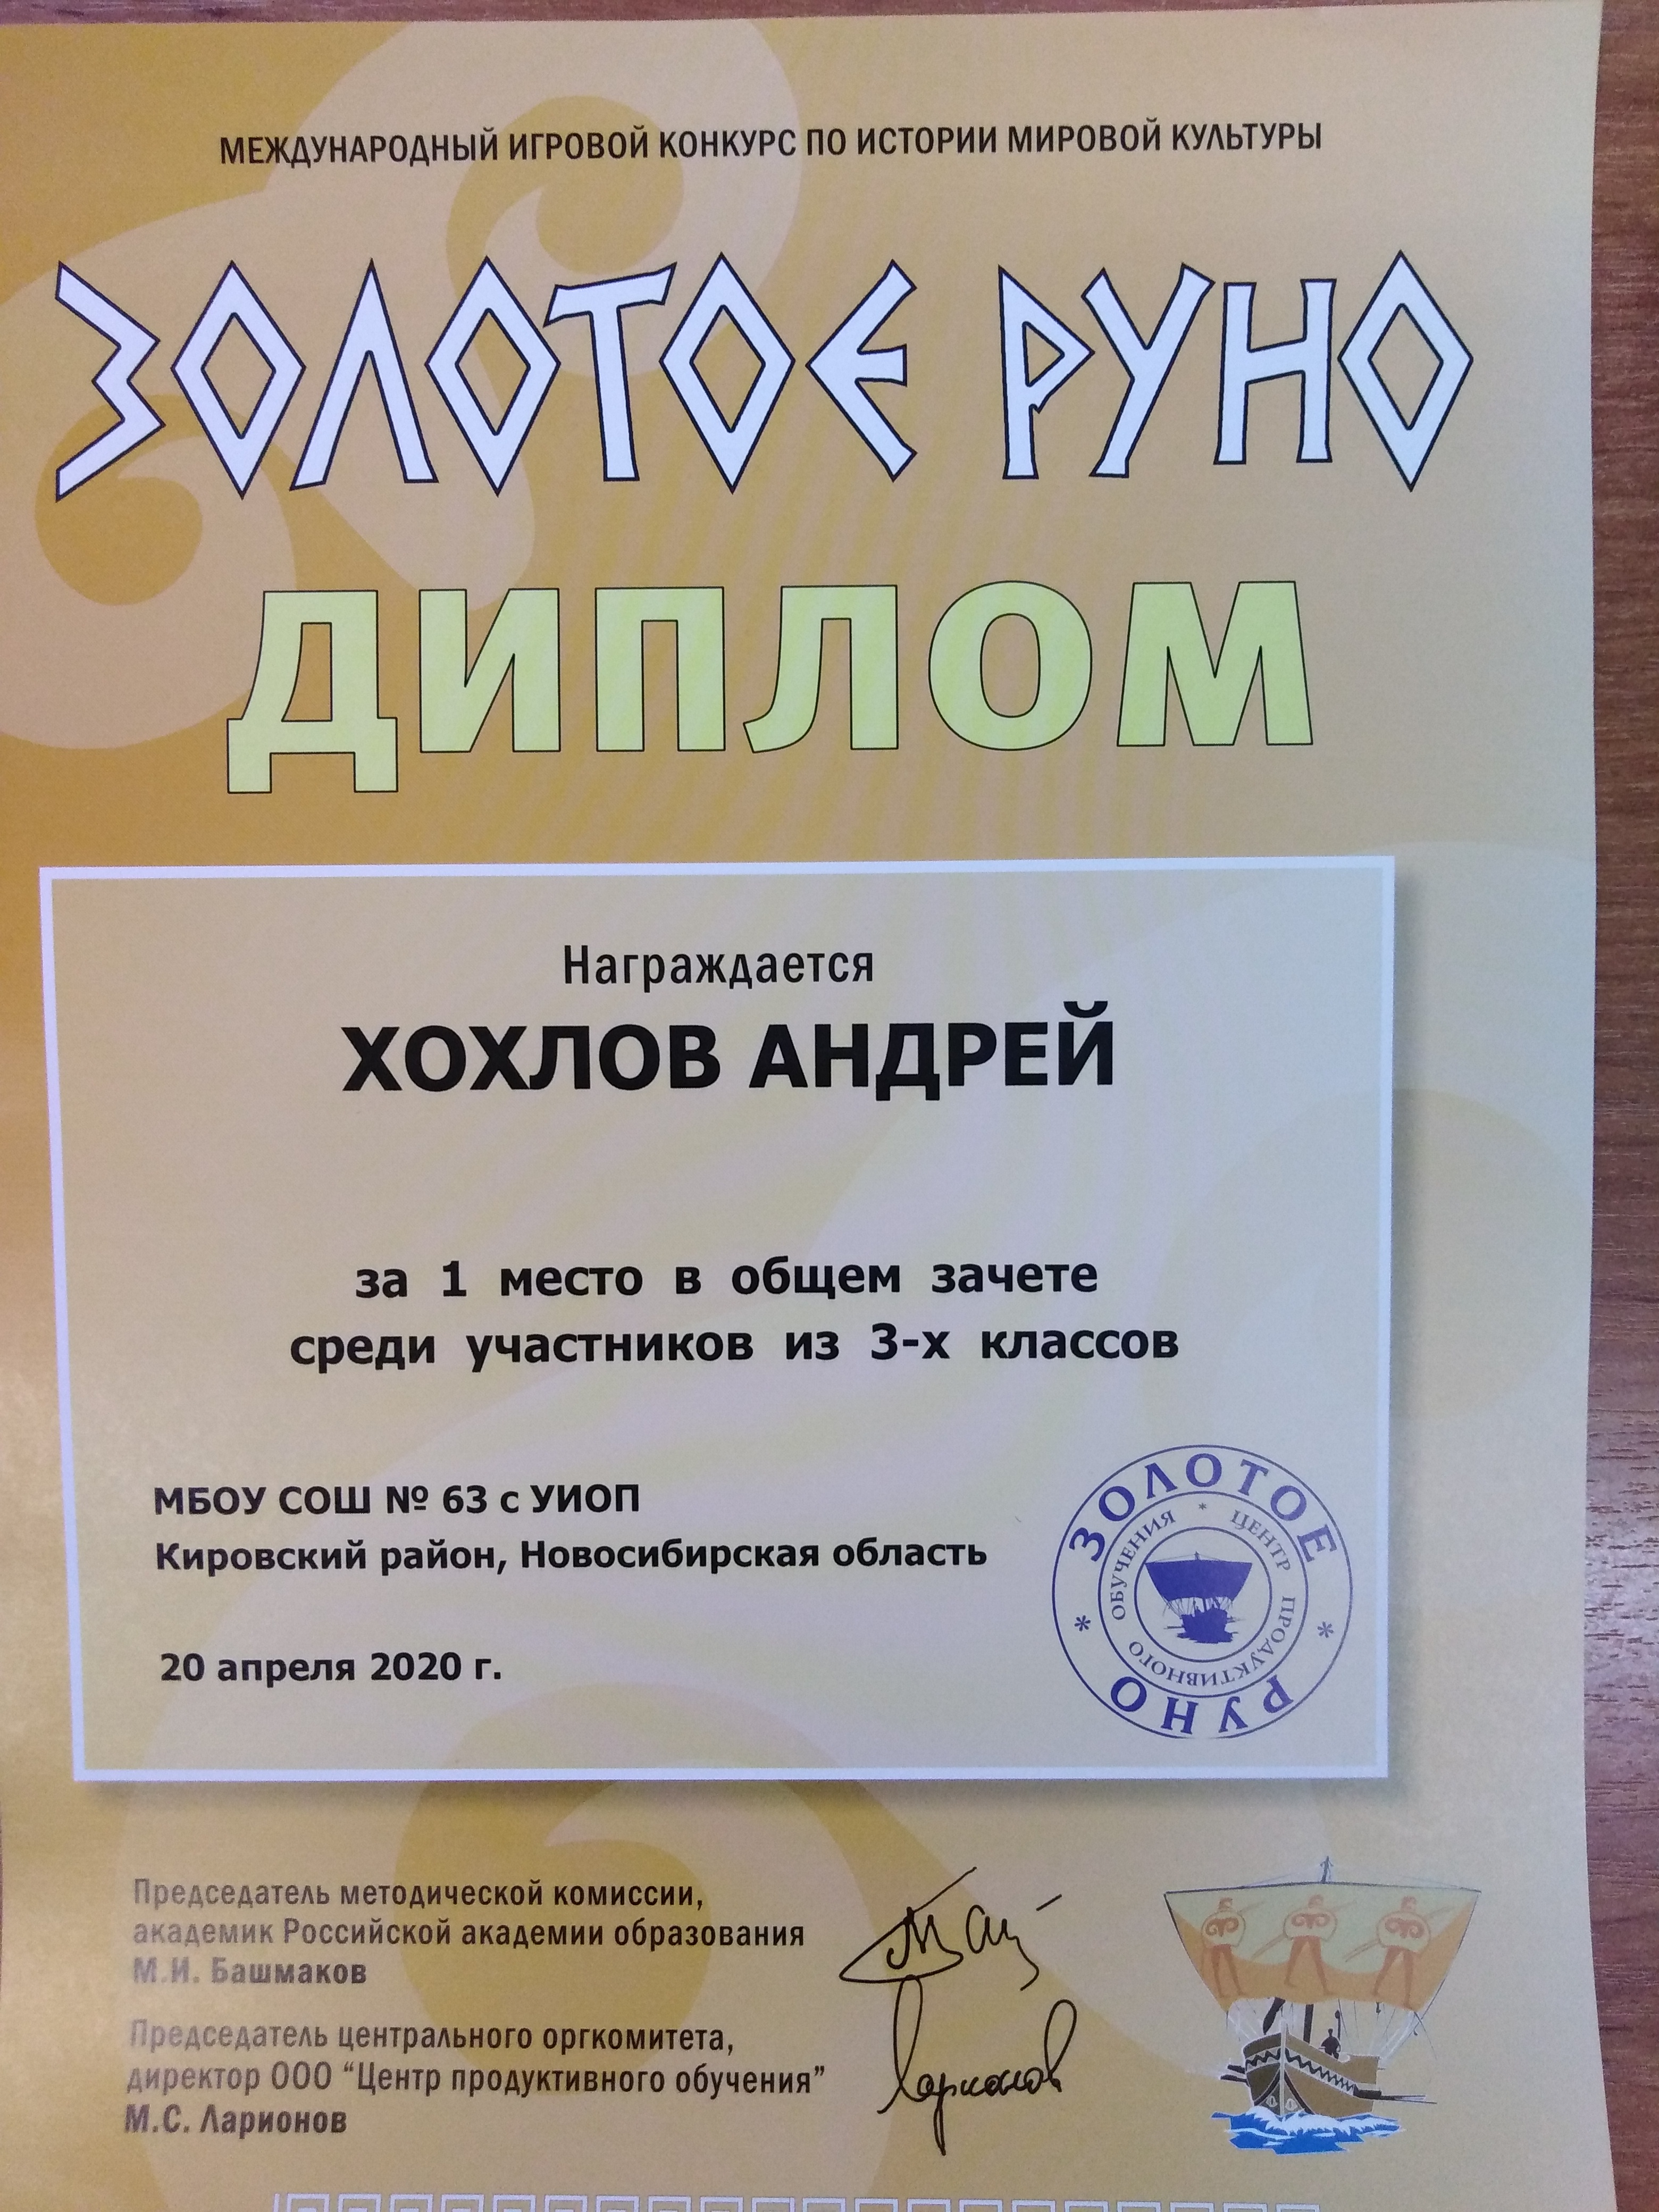 МЕЖДУНАРОДНЫЙ ИГРОВОЙ КОНКУРС ПО ИСТОРИИ МИРОВОЙ КУЛЬТУРЫ
ЗОЛОТОЕ РУНО
ДИПЛОМ
Награждается
ХОХЛОВ АНДРЕЙ
за 1 место в общем зачете
среди участников из 3-х классов
МБОУ СОШ № 63 с УИОП
Кировский район, Новосибирская область
20 апреля 2020 г.
ЗОЛОТОЕ * РУНО *
* ЦЕНТР ПРОДУКТИВНОГО ОБУЧЕНИЯ
Председатель методической комиссии,
академик Российской академии образования
М.И. Башмаков
Председатель центрального оргкомитета,
директор ООО “Центр продуктивного обучения”
М.С. Ларионов
Ларионов